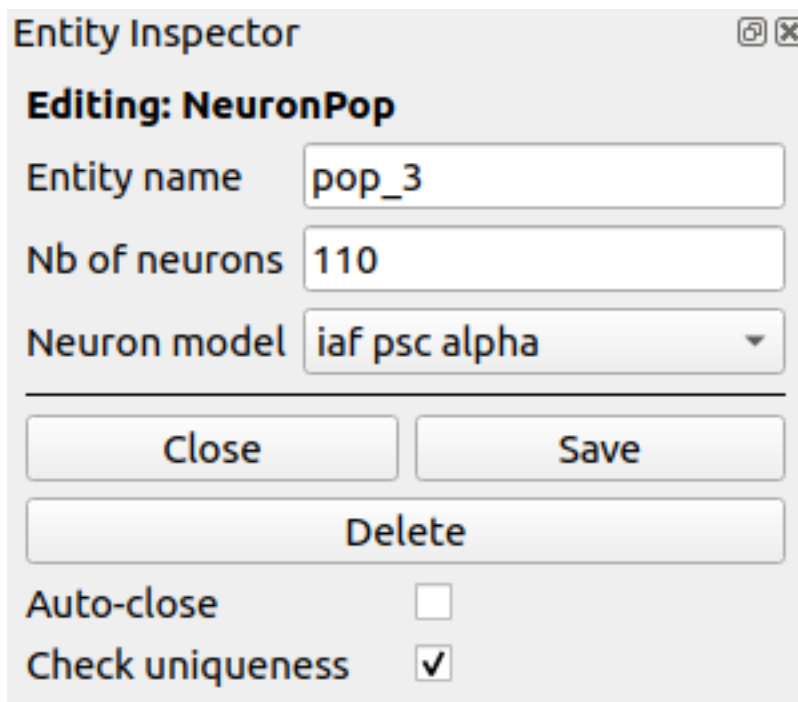 Entity Inspector
Editing: NeuronPop
Entity name pop_3
Nb of neurons 110
Neuron model iaf psc alpha
Close Save
Delete
Auto-close
Check uniqueness